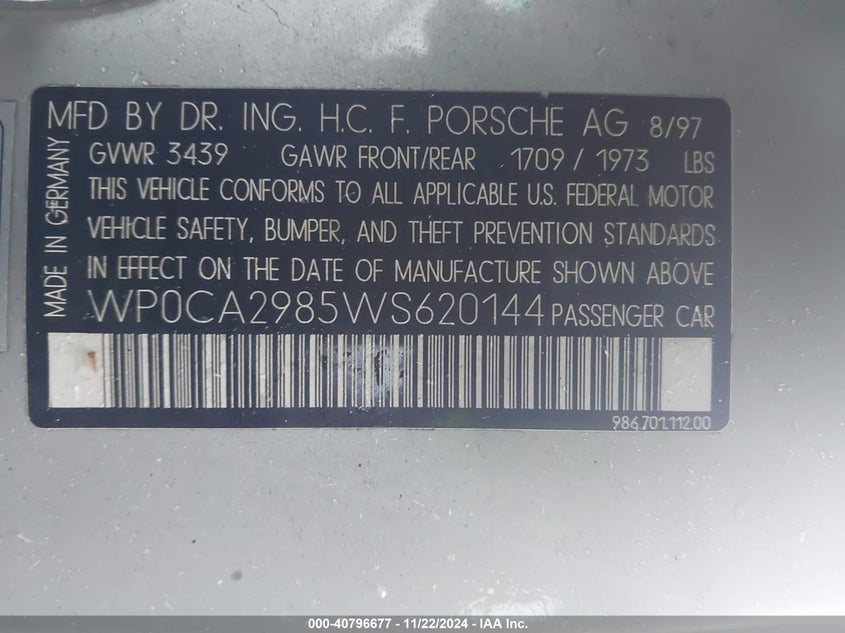 MFD BY DR. ING. H.C. F. PORSCHE AG 8/97
GVWR 3439 GAWR FRONT/REAR 1709 / 1973 LBS
THIS VEHICLE CONFORMS TO ALL APPLICABLE U.S. FEDERAL MOTOR
VEHICLE SAFETY, BUMPER, AND THEFT PREVENTION STANDARDS
IN EFFECT ON THE DATE OF MANUFACTURE SHOWN ABOVE
WP0CA2985WS620144 PASSENGER CAR
MADE IN GERMANY
986.701.112.00
000-40796677 - 11/22/2024 - IAA Inc.